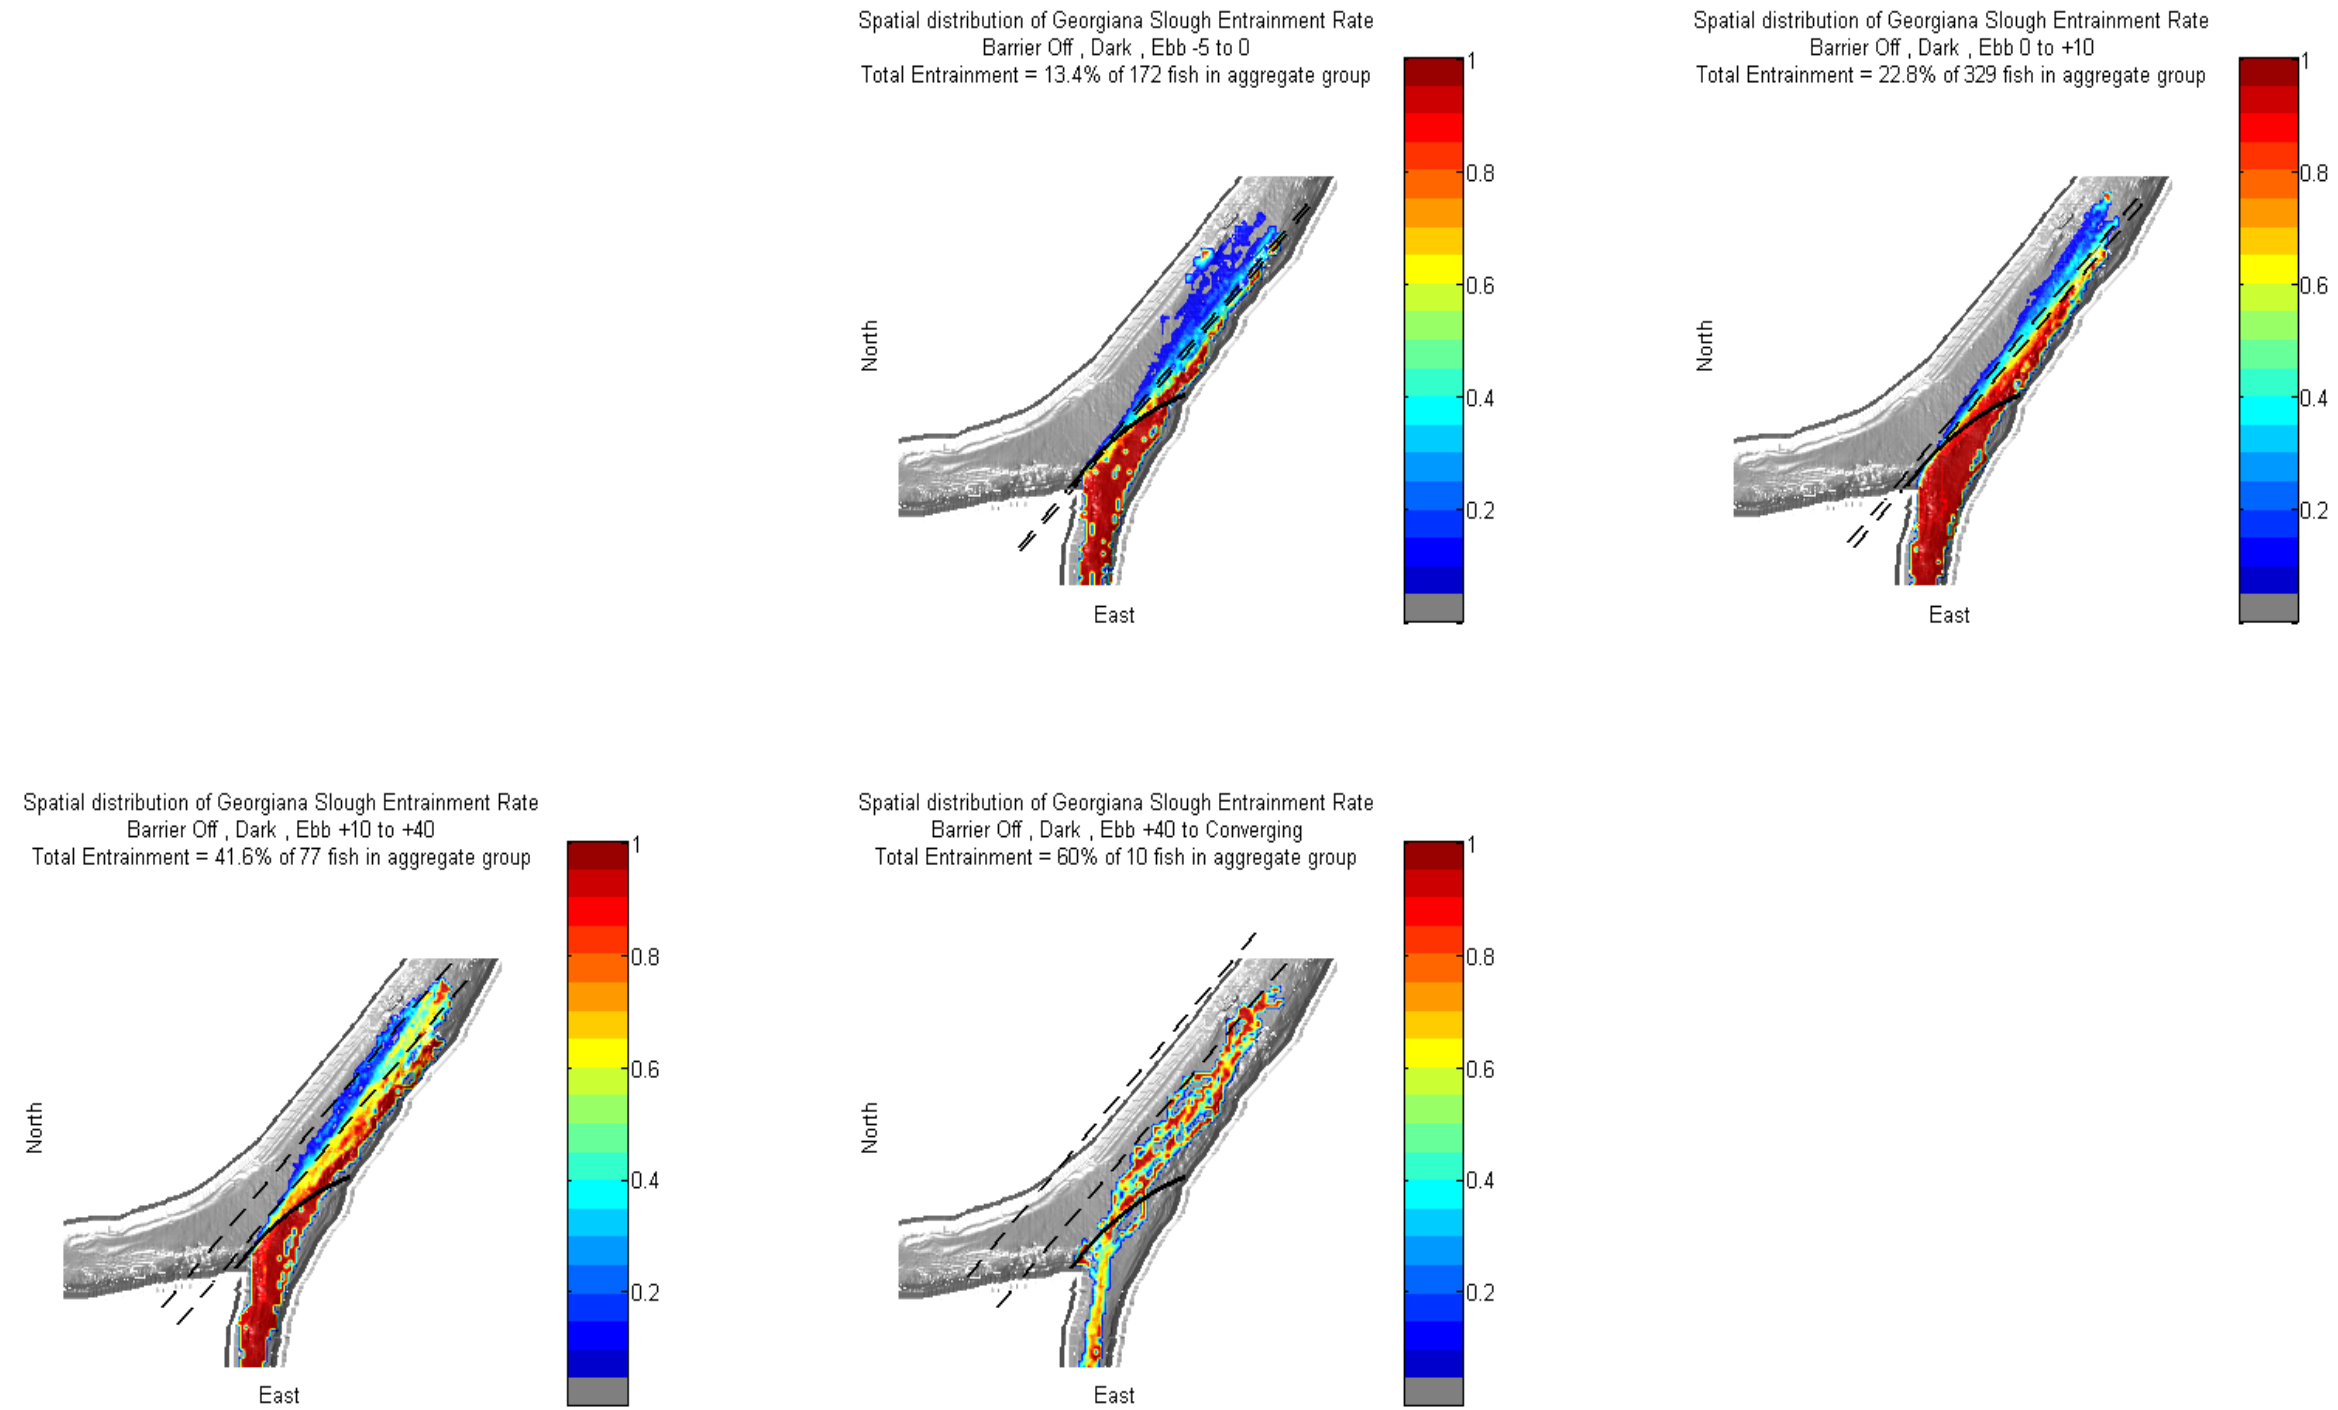 Spatial distribution of Georgiana Slough Entrainment Rate
Barrier Off , Dark , Ebb -5 to 0
Total Entrainment = 13.4% of 172 fish in aggregate group
1
0.8
0.6
0.4
0.2
North
East
Spatial distribution of Georgiana Slough Entrainment Rate
Barrier Off , Dark , Ebb 0 to +10
Total Entrainment = 22.8% of 329 fish in aggregate group
1
0.8
0.6
0.4
0.2
North
East
Spatial distribution of Georgiana Slough Entrainment Rate
Barrier Off , Dark , Ebb +10 to +40
Total Entrainment = 41.6% of 77 fish in aggregate group
1
0.8
0.6
0.4
0.2
North
East
Spatial distribution of Georgiana Slough Entrainment Rate
Barrier Off , Dark , Ebb +40 to Converging
Total Entrainment = 60% of 10 fish in aggregate group
1
0.8
0.6
0.4
0.2
North
East